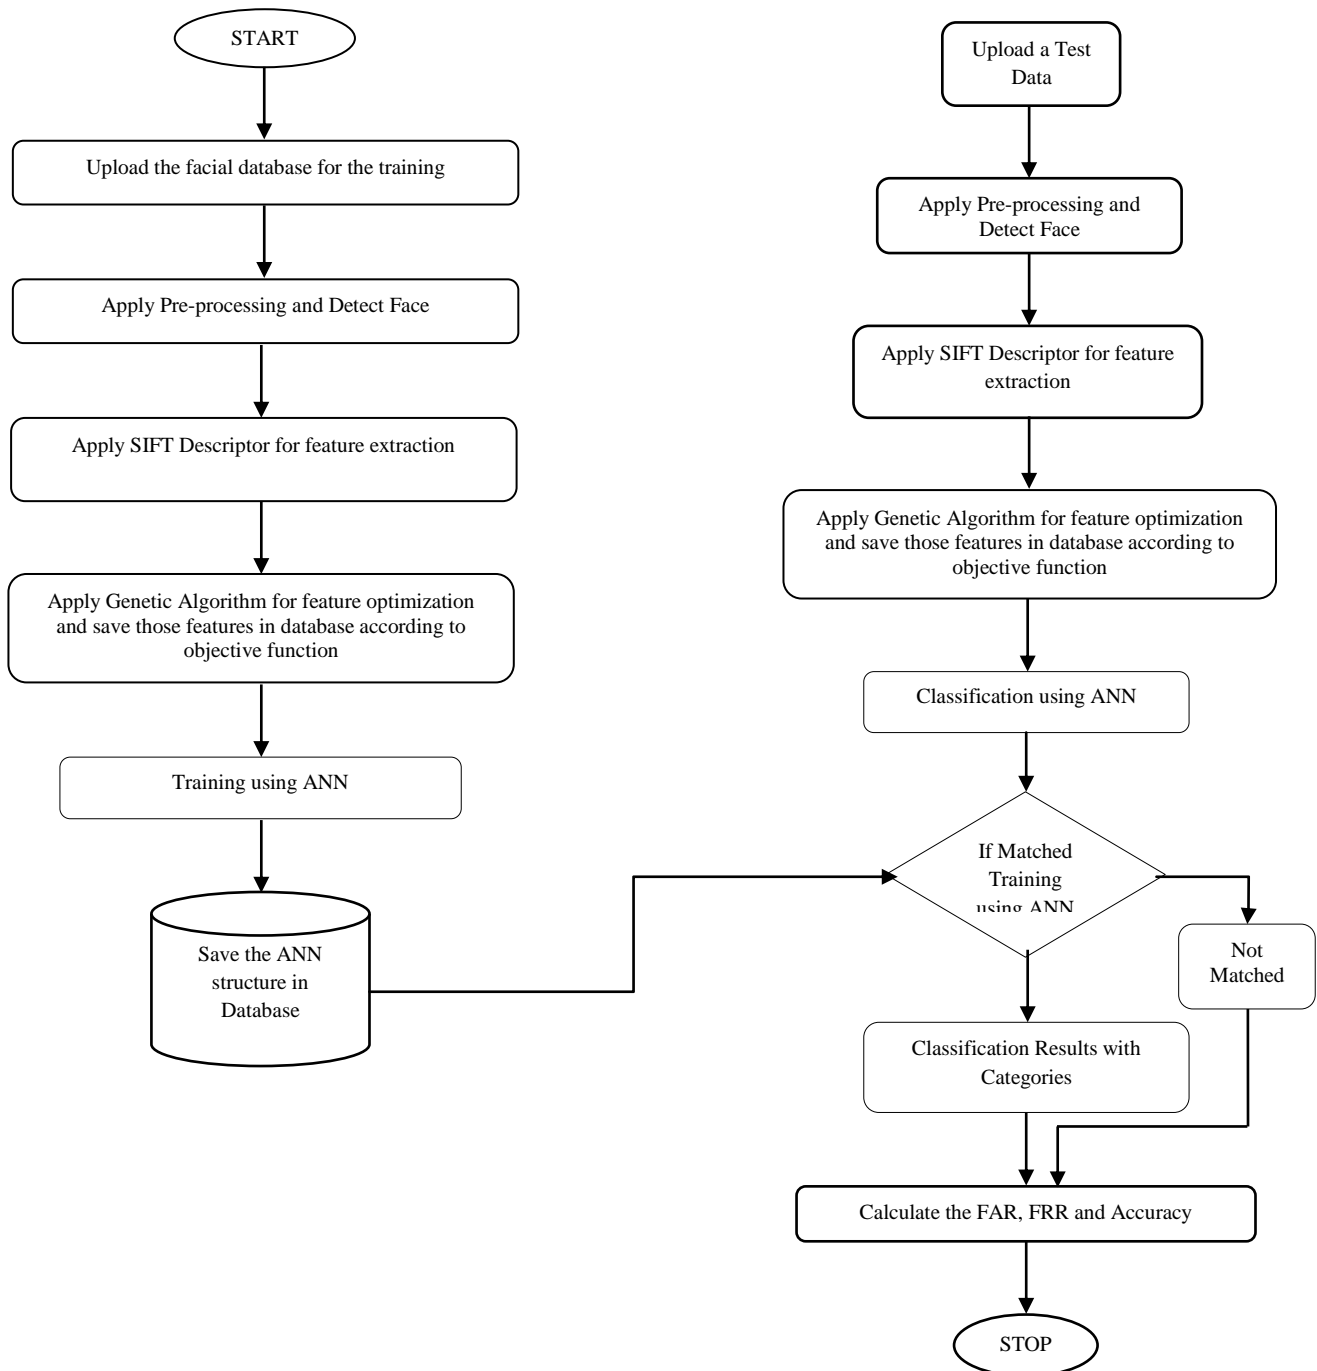 START
Upload the facial database for the training
Apply Pre-processing and Detect Face
Apply SIFT Descriptor for feature extraction
Apply Genetic Algorithm for feature optimization
and save those features in database according to
objective function
Training using ANN
Save the ANN
structure in
Database
Upload a Test
Data
Apply Pre-processing and
Detect Face
Apply SIFT Descriptor for feature
extraction
Apply Genetic Algorithm for feature optimization
and save those features in database according to
objective function
Classification using ANN
If Matched
Training
using ANN
Not
Matched
Classification Results with
Categories
Calculate the FAR, FRR and Accuracy
STOP